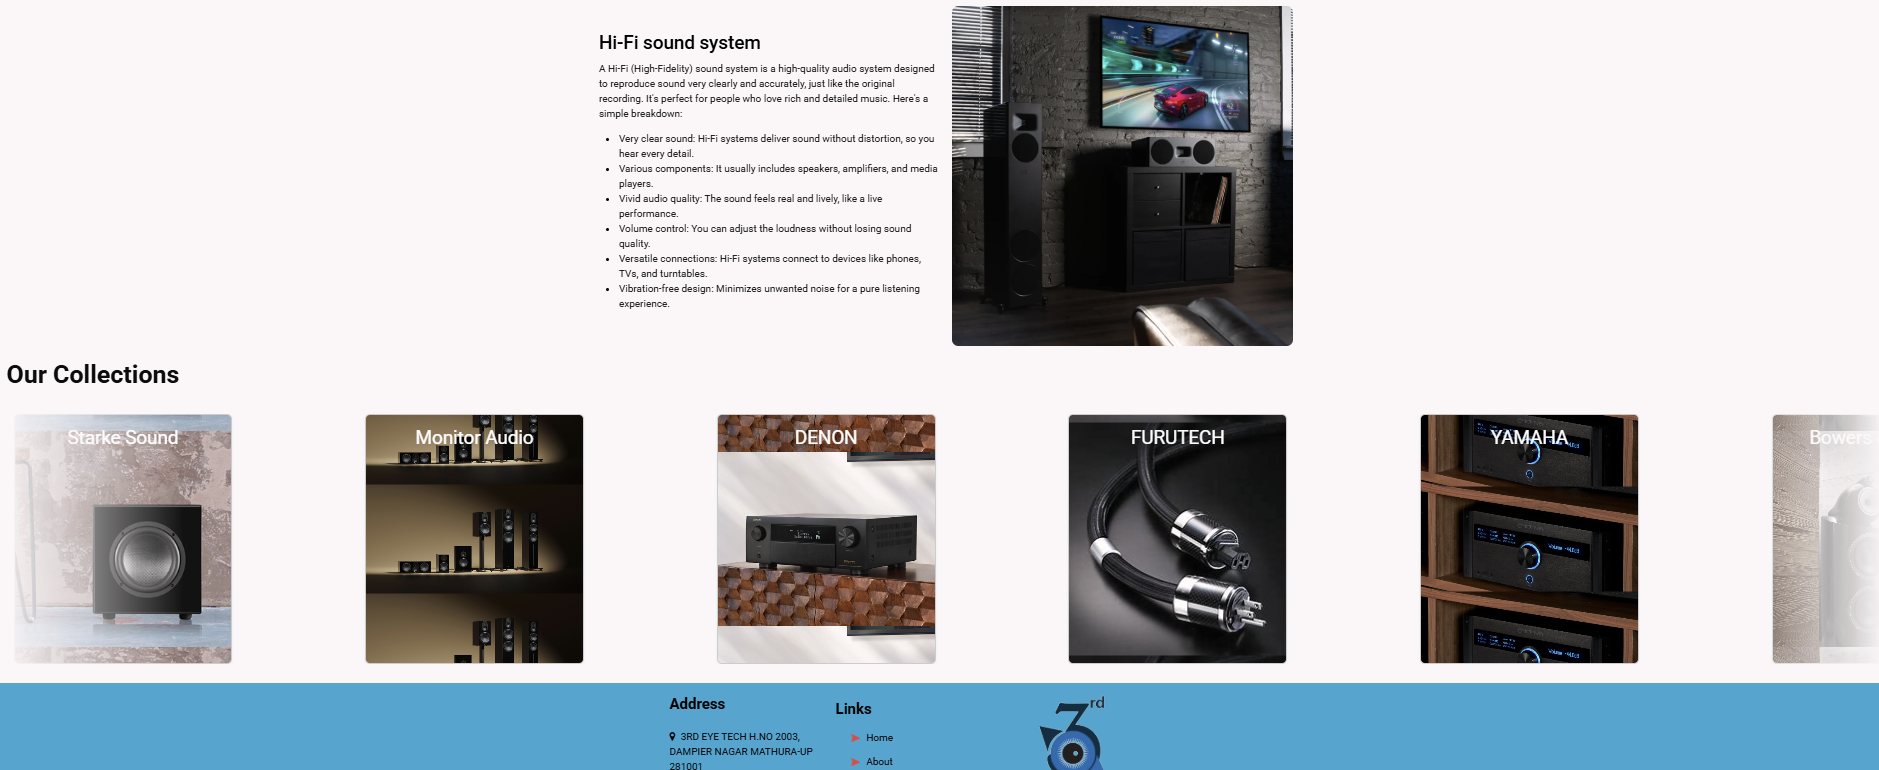 Hi-Fi sound system
A Hi-Fi (High-Fidelity) sound system is a high-quality audio system designed
to reproduce sound very clearly and accurately, just like the original
recording. It's perfect for people who love rich and detailed music. Here's a
simple breakdown:
Very clear sound: Hi-Fi systems deliver sound without distortion, so you
hear every detail.
Various components: It usually includes speakers, amplifiers, and media
players.
Vivid audio quality: The sound feels real and lively, like a live
performance.
Volume control: You can adjust the loudness without losing sound
quality.
Versatile connections: Hi-Fi systems connect to devices like phones,
TVs, and turntables.
Vibration-free design: Minimizes unwanted noise for a pure listening
experience.
Our Collections
Starke Sound
Monitor Audio
DENON
FURUTECH
YAMAHA
Bowers
Address
3RD EYE TECH H.NO 2003,
DAMPIER NAGAR MATHURA-UP
281001
Links
Home
About
3rd